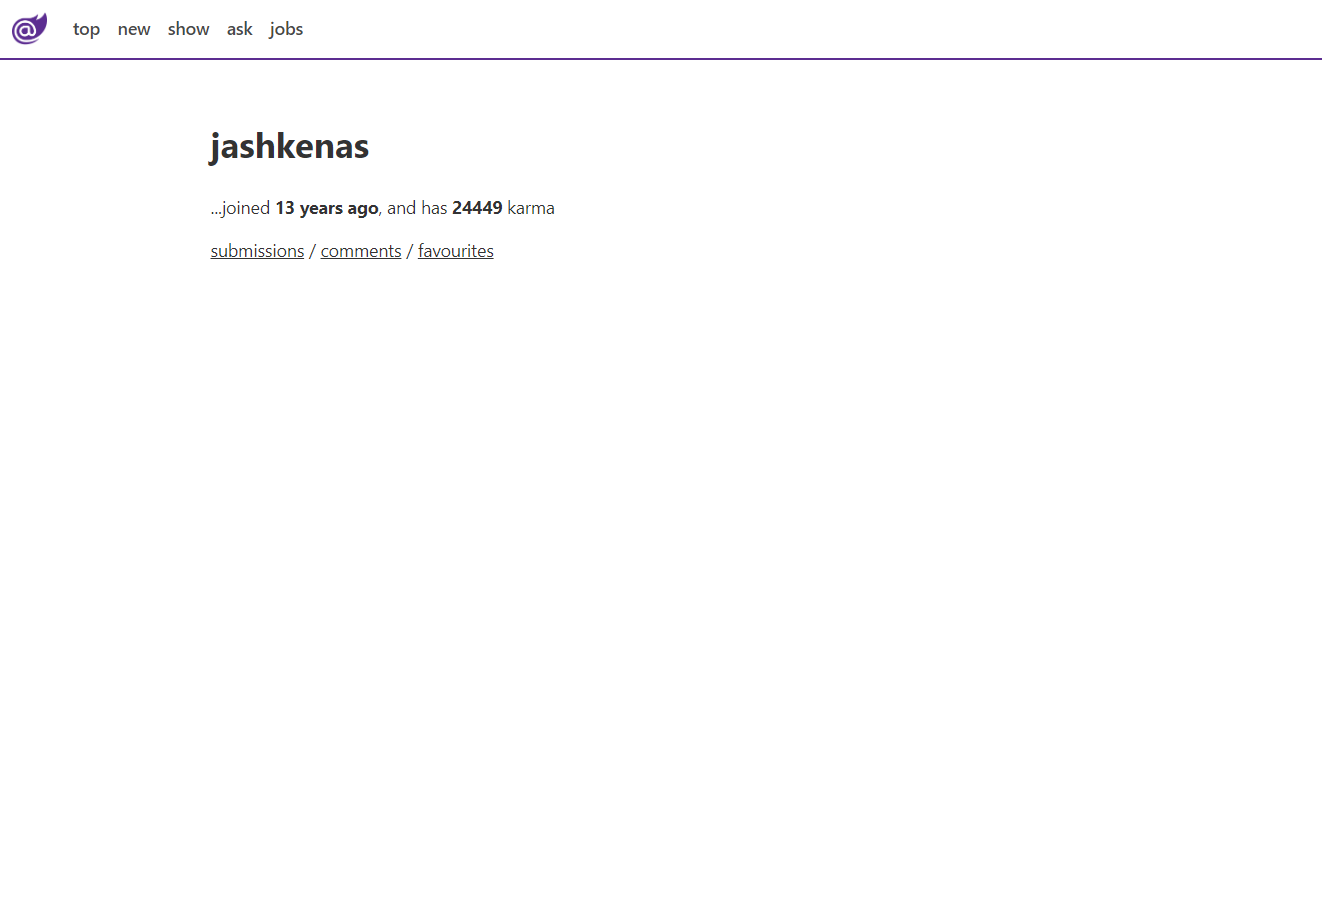 @ top new show ask jobs
jashkenas
...joined 13 years ago, and has 24449 karma
submissions / comments / favourites